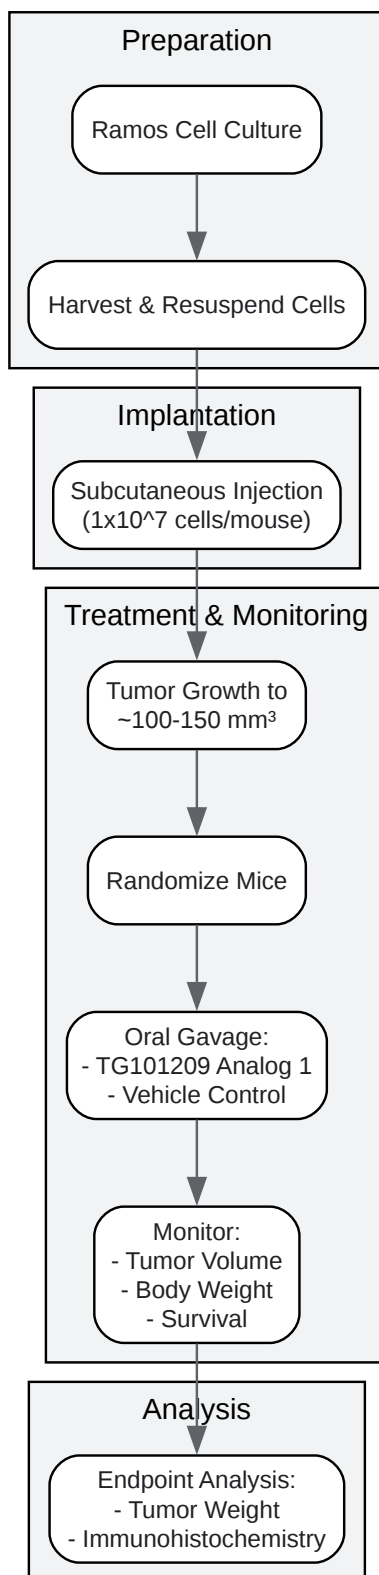 Preparation
Ramos Cell Culture
Harvest & Resuspend Cells
Implantation
Subcutaneous Injection
(1x10^7 cells/mouse)
Treatment & Monitoring
Tumor Growth to
~100-150 mm³
Randomize Mice
Oral Gavage:
- TG101209 Analog 1
- Vehicle Control
Monitor:
- Tumor Volume
- Body Weight
- Survival
Analysis
Endpoint Analysis:
- Tumor Weight
- Immunohistochemistry